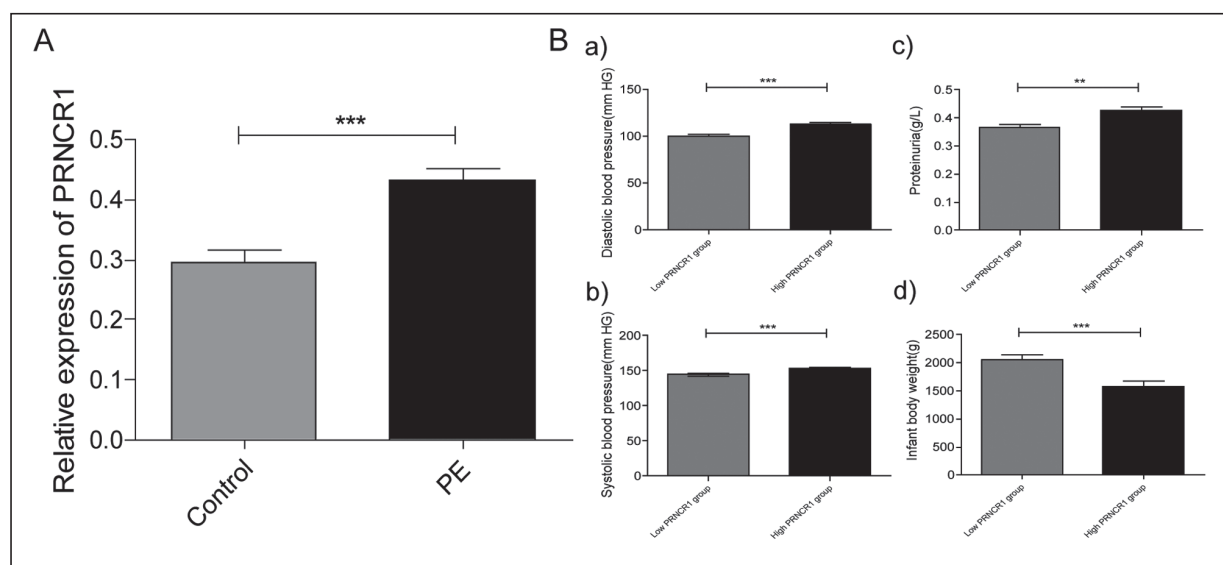 A
Relative expression of PRNCR1
***
0.5
0.4
0.3
0.2
0.1
0.0
Control
PE
B
a)
Diastolic blood pressure(mm HG)
***
150
100
50
0
Low PRNCR1 group
High PRNCR1 group
b)
Systolic blood pressure(mm HG)
***
200
150
100
50
0
Low PRNCR1 group
High PRNCR1 group
c)
Proteinuria(g/L)
**
0.5
0.4
0.3
0.2
0.1
0.0
Low PRNCR1 group
High PRNCR1 group
d)
Infant body weight(g)
***
2500
2000
1500
1000
500
0
Low PRNCR1 group
High PRNCR1 group